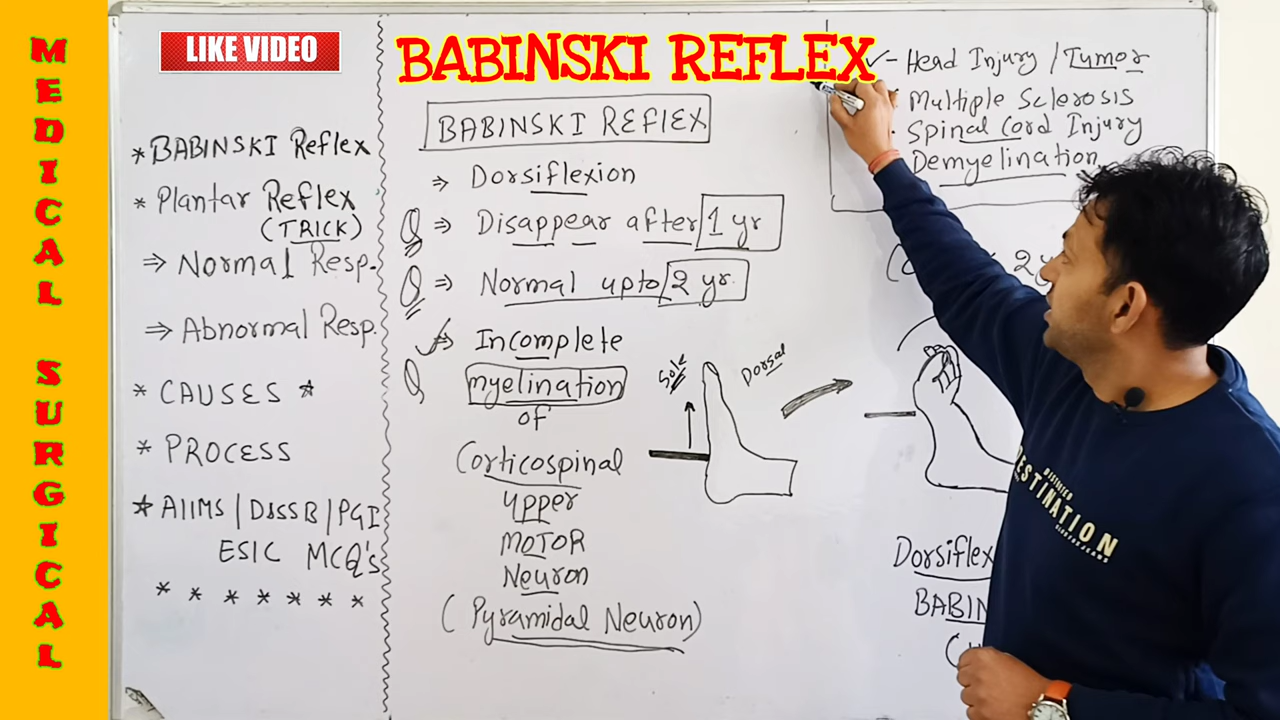 MEDICAL SURGICAL
LIKE VIDEO
BABINSKI REFLEX
* BABINSKI Reflex
* Plantar Reflex
(TRICK)
⇒ Normal Resp.
⇒ Abnormal Resp.
* CAUSES *
* PROCESS
* AIIMS / DSSSB / PGI
ESIC MCQ's
* * * * * * *
BABINSKI REFlEX
⇒ Dorsiflexion
Q ⇒ Disappear after 1 yr
Q ⇒ Normal upto 2 yr.
⇒ Incomplete
Q myelination
of
Corticospinal
upper
MOTOR
Neuron
(Pyramidal Neuron)
Sole
Dorsal
- Head Injury / Tumor
Multiple Sclerosis
Spinal Cord Injury
Demyelination
Dorsiflex
BABIN
DESTINATION